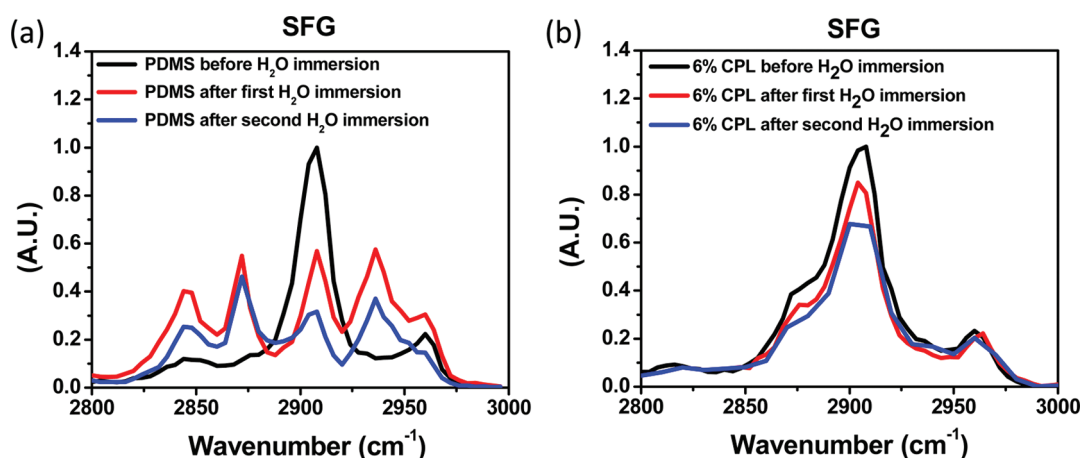 (a)
SFG
1.4
1.2
1.0
0.8
0.6
0.4
0.2
0.0
(A.U.)
PDMS before H₂O immersion
PDMS after first H₂O immersion
PDMS after second H₂O immersion
2800 2850 2900 2950 3000
Wavenumber (cm⁻¹)
(b)
SFG
1.4
1.2
1.0
0.8
0.6
0.4
0.2
0.0
(A.U.)
6% CPL before H₂O immersion
6% CPL after first H₂O immersion
6% CPL after second H₂O immersion
2800 2850 2900 2950 3000
Wavenumber (cm⁻¹)